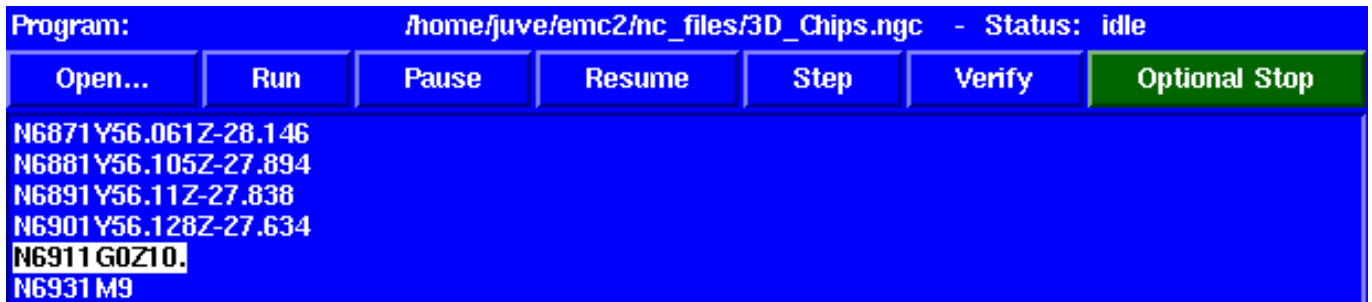 Program: /home/juve/emc2/nc_files/3D_Chips.ngc - Status: idle
Open... Run Pause Resume Step Verify Optional Stop
N6871Y56.061Z-28.146
N6881Y56.105Z-27.894
N6891Y56.11Z-27.838
N6901Y56.128Z-27.634
N6911G0Z10.
N6931M9